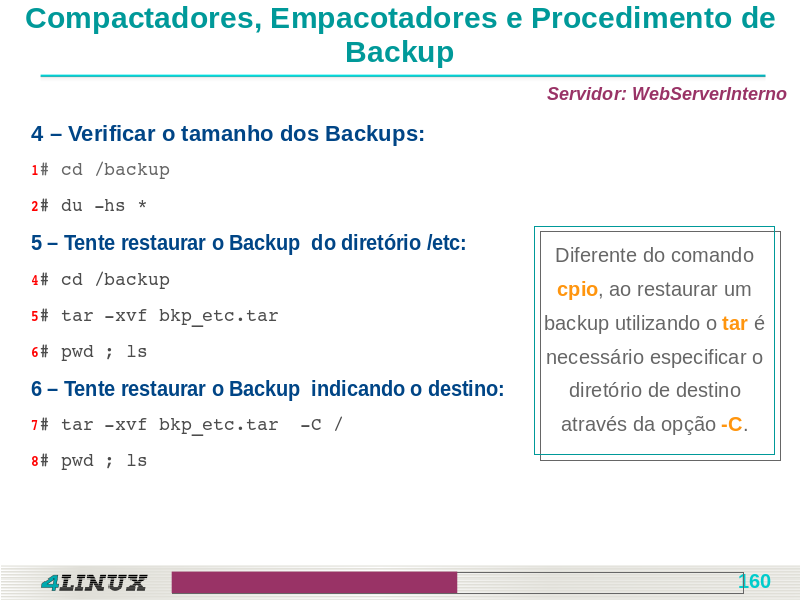 Compactadores, Empacotadores e Procedimento de
Backup
Servidor: WebServerInterno
4 – Verificar o tamanho dos Backups:
1# cd /backup
2# du -hs *
5 – Tente restaurar o Backup  do diretório /etc:
4# cd /backup
5# tar -xvf bkp_etc.tar
6# pwd ; ls
6 – Tente restaurar o Backup  indicando o destino:
7# tar -xvf bkp_etc.tar  -C /
8# pwd ; ls
Diferente do comando
cpio, ao restaurar um
backup utilizando o tar é
necessário especificar o
diretório de destino
através da opção -C.
4LINUX
160